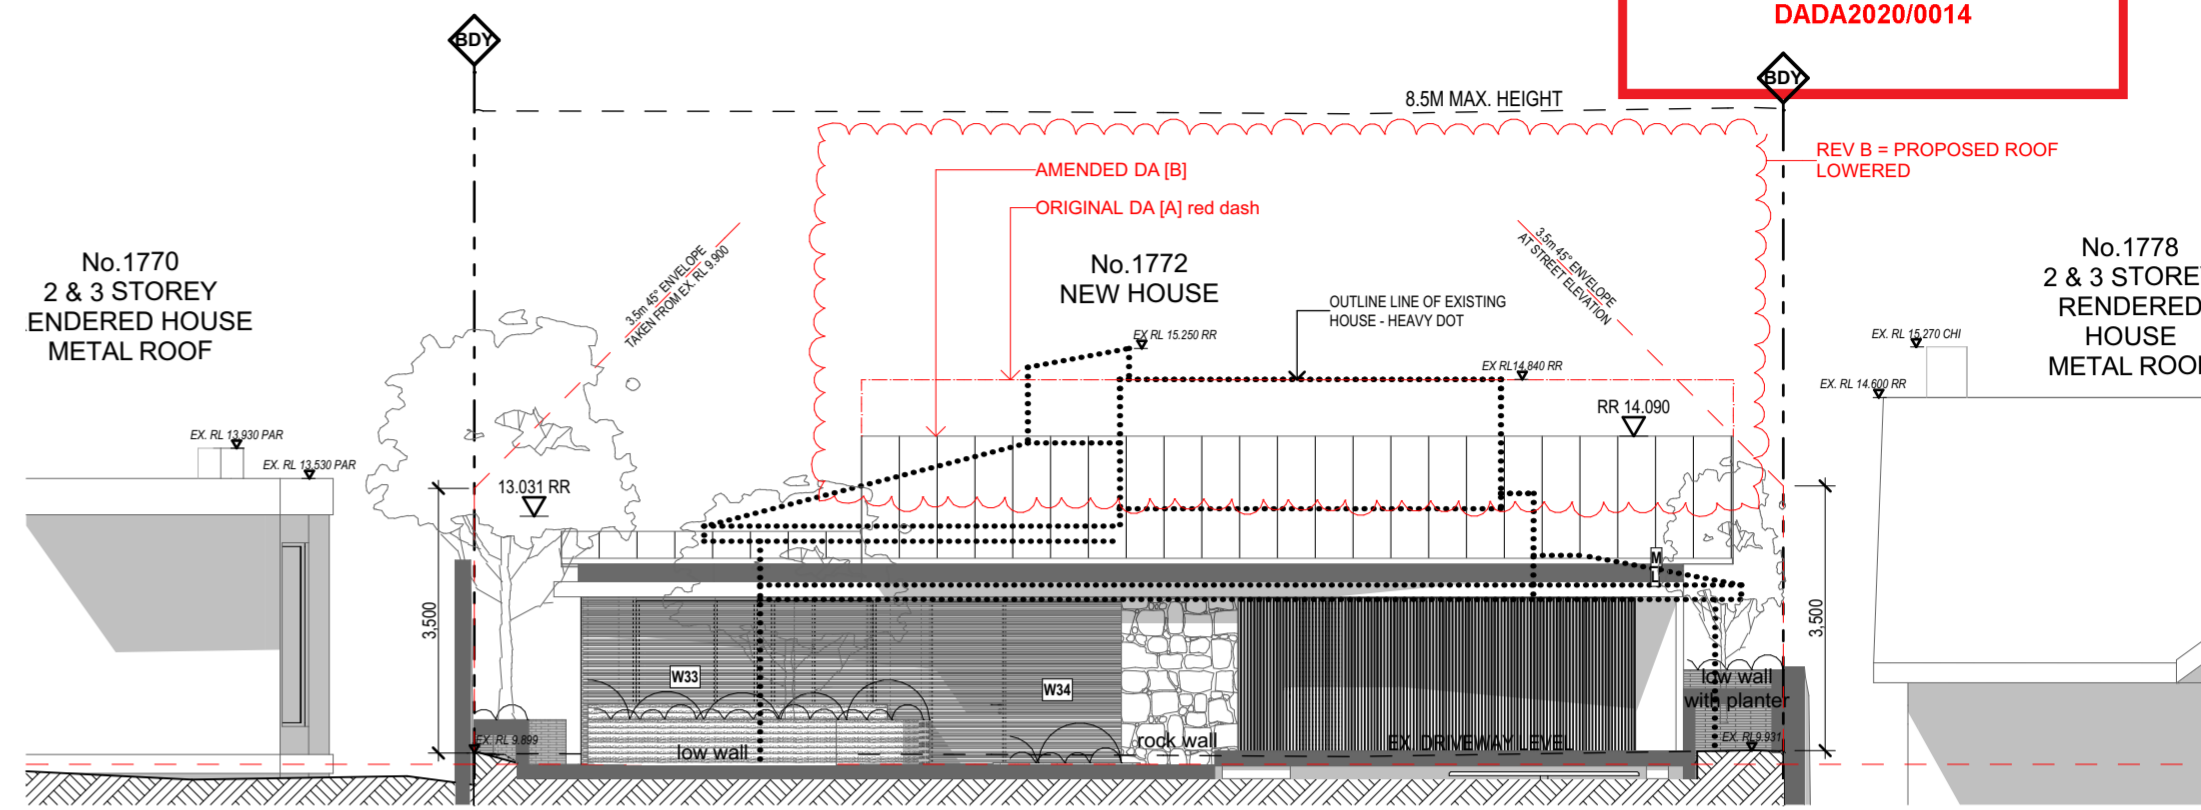 DADA2020/0014
BDY
BDY
8.5M MAX. HEIGHT
REV B = PROPOSED ROOF
LOWERED
AMENDED DA [B]
ORIGINAL DA [A] red dash
3.5m 45° ENVELOPE
TAKEN FROM EX. RL 9.900
3.5m 45° ENVELOPE
AT STREET ELEVATION
No.1770
2 & 3 STOREY
ENDERED HOUSE
METAL ROOF
No.1772
NEW HOUSE
No.1778
2 & 3 STOREY
RENDERED
HOUSE
METAL ROOF
OUTLINE LINE OF EXISTING
HOUSE - HEAVY DOT
EX RL 15.250 RR
EX. RL 15.270 CHI
EX RL14.840 RR
EX. RL 14.600 RR
RR 14.090
EX. RL 13.930 PAR
EX. RL 13.530 PAR
13.031 RR
3,500
3,500
W33
W34
low wall
with planter
EX. RL 9.899
low wall
rock wall
EX. DRIVEWAY LEVEL
EX. RL9.931